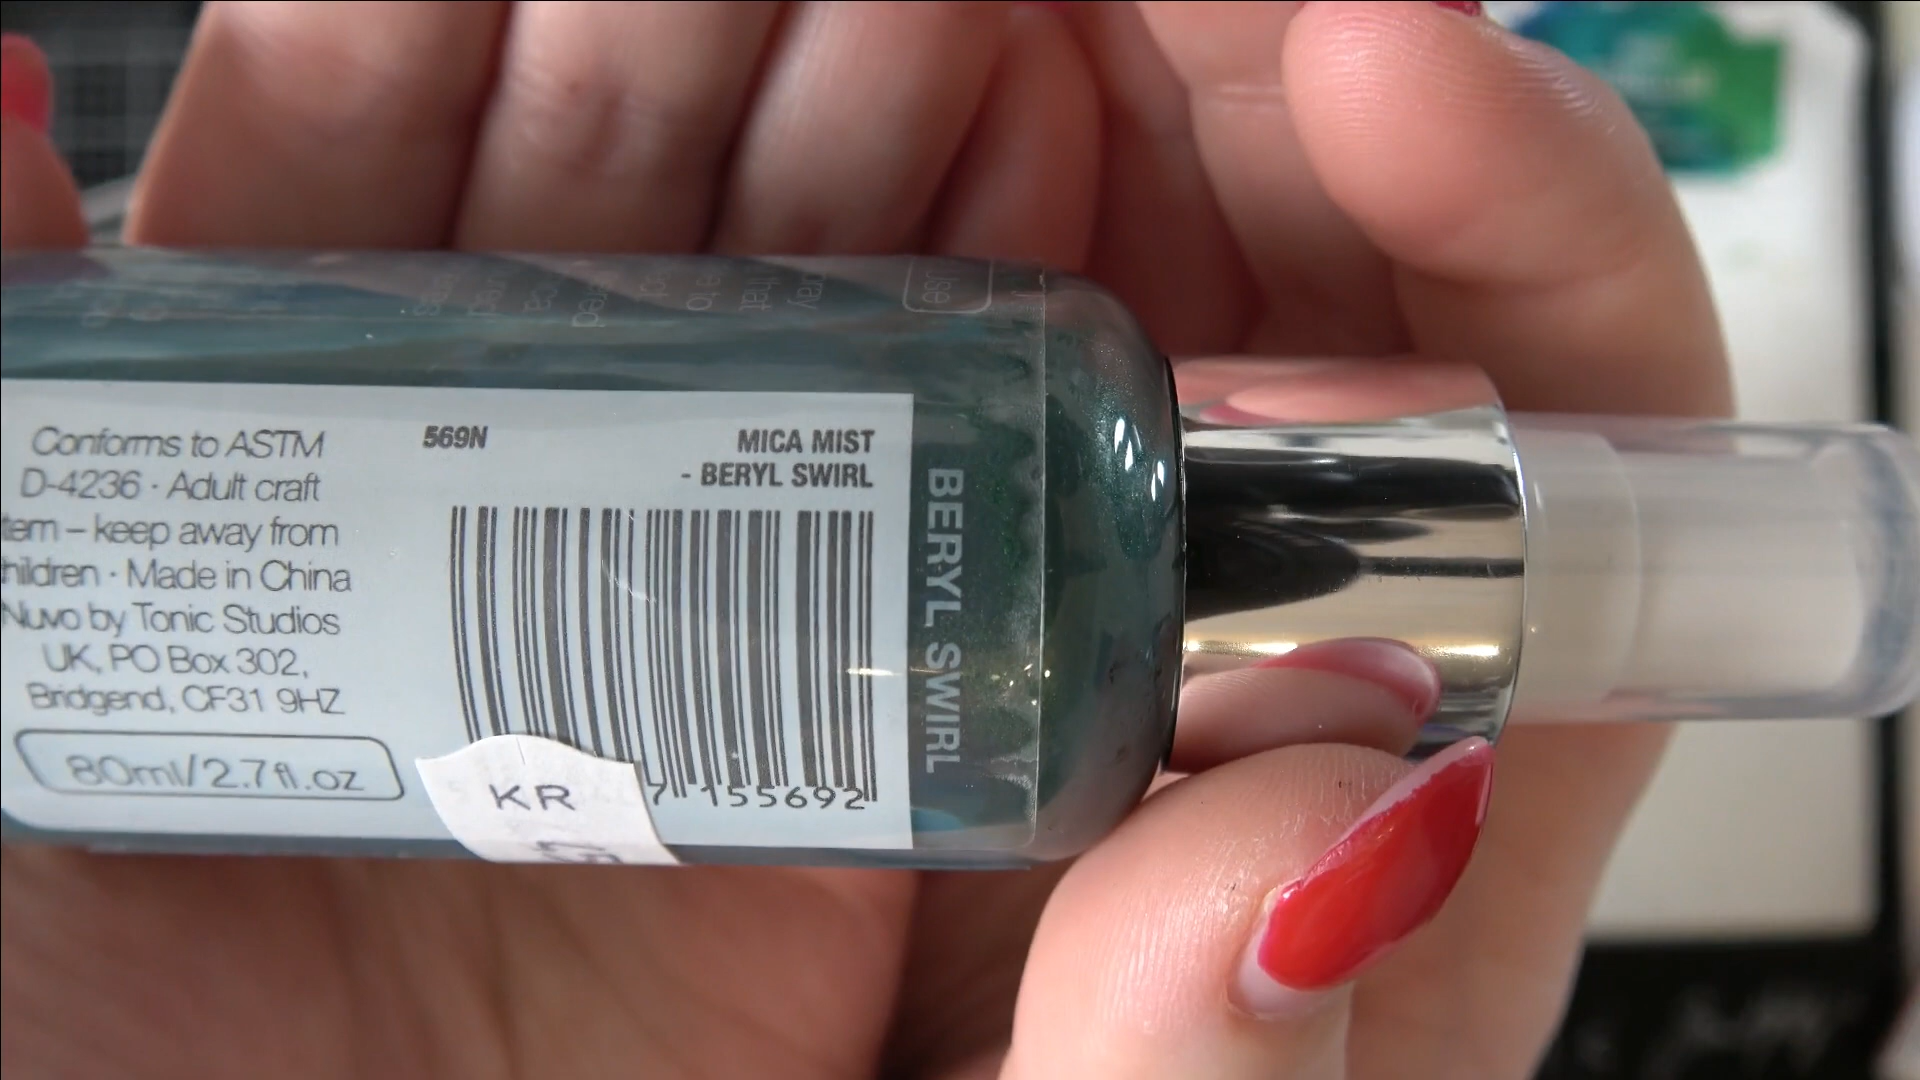 Conforms to ASTM
D-4236 · Adult craft
tem – keep away from
hildren · Made in China
Nuvo by Tonic Studios
UK, PO Box 302,
Bridgend, CF31 9HZ
80ml/2.7fl.oz
569N
MICA MIST
- BERYL SWIRL
7 155692
KR
BERYL SWIRL
Use
that